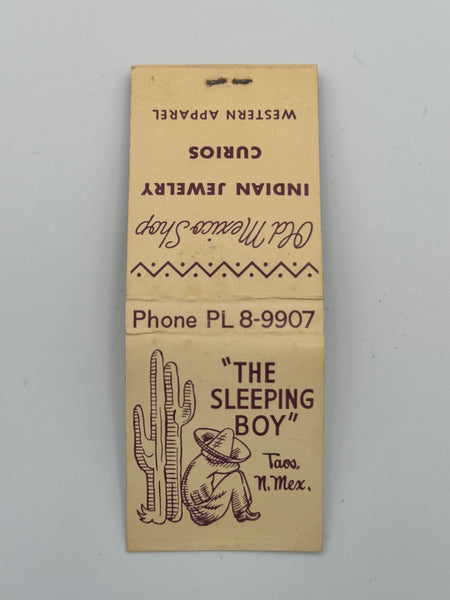 WESTERN APPAREL
CURIOS
INDIAN JEWELRY
Old Mexico Shop
Phone PL 8-9907
"THE
SLEEPING
BOY"
Taos,
N. Mex.